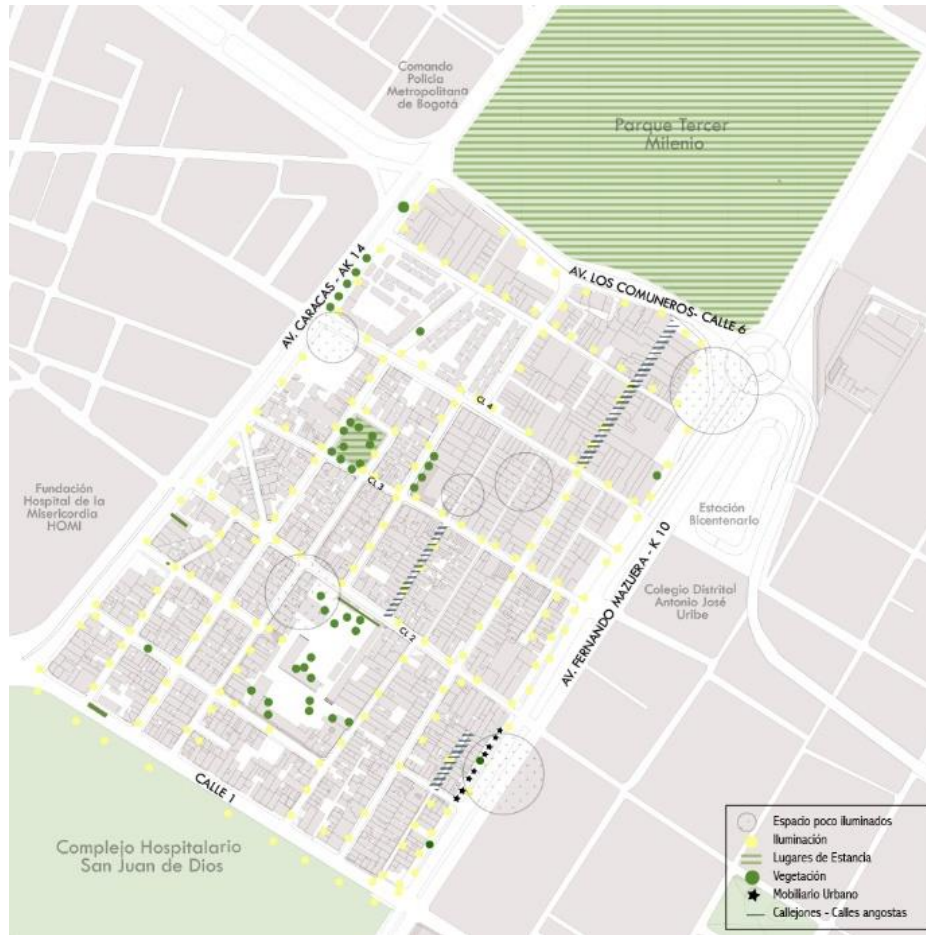 Comando
Policía
Metropolitana
de Bogotá
Parque Tercer
Milenio
AV. CARACAS - AK 14
AV. LOS COMUNEROS- CALLE 6
CL 4
CL 3
Fundación
Hospital de la
Misericordia
HOMI
Estación
Bicentenario
Colegio Distrital
Antonio José
Uribe
AV. FERNANDO MAZUERA - K 10
CL 2
CALLE 1
Complejo Hospitalario
San Juan de Dios
Espacio poco iluminados
Iluminación
Lugares de Estancia
Vegetación
Mobiliario Urbano
Callejones - Calles angostas